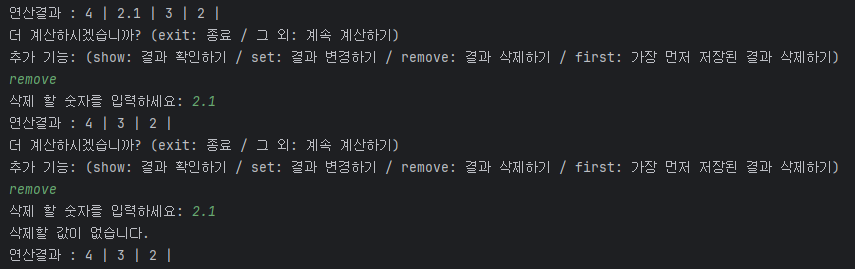 연산결과 : 4 | 2.1 | 3 | 2 |
더 계산하시겠습니까? (exit: 종료 / 그 외: 계속 계산하기)
추가 기능: (show: 결과 확인하기 / set: 결과 변경하기 / remove: 결과 삭제하기 / first: 가장 먼저 저장된 결과 삭제하기)
remove
삭제 할 숫자를 입력하세요: 2.1
연산결과 : 4 | 3 | 2 |
더 계산하시겠습니까? (exit: 종료 / 그 외: 계속 계산하기)
추가 기능: (show: 결과 확인하기 / set: 결과 변경하기 / remove: 결과 삭제하기 / first: 가장 먼저 저장된 결과 삭제하기)
remove
삭제 할 숫자를 입력하세요: 2.1
삭제할 값이 없습니다.
연산결과 : 4 | 3 | 2 |